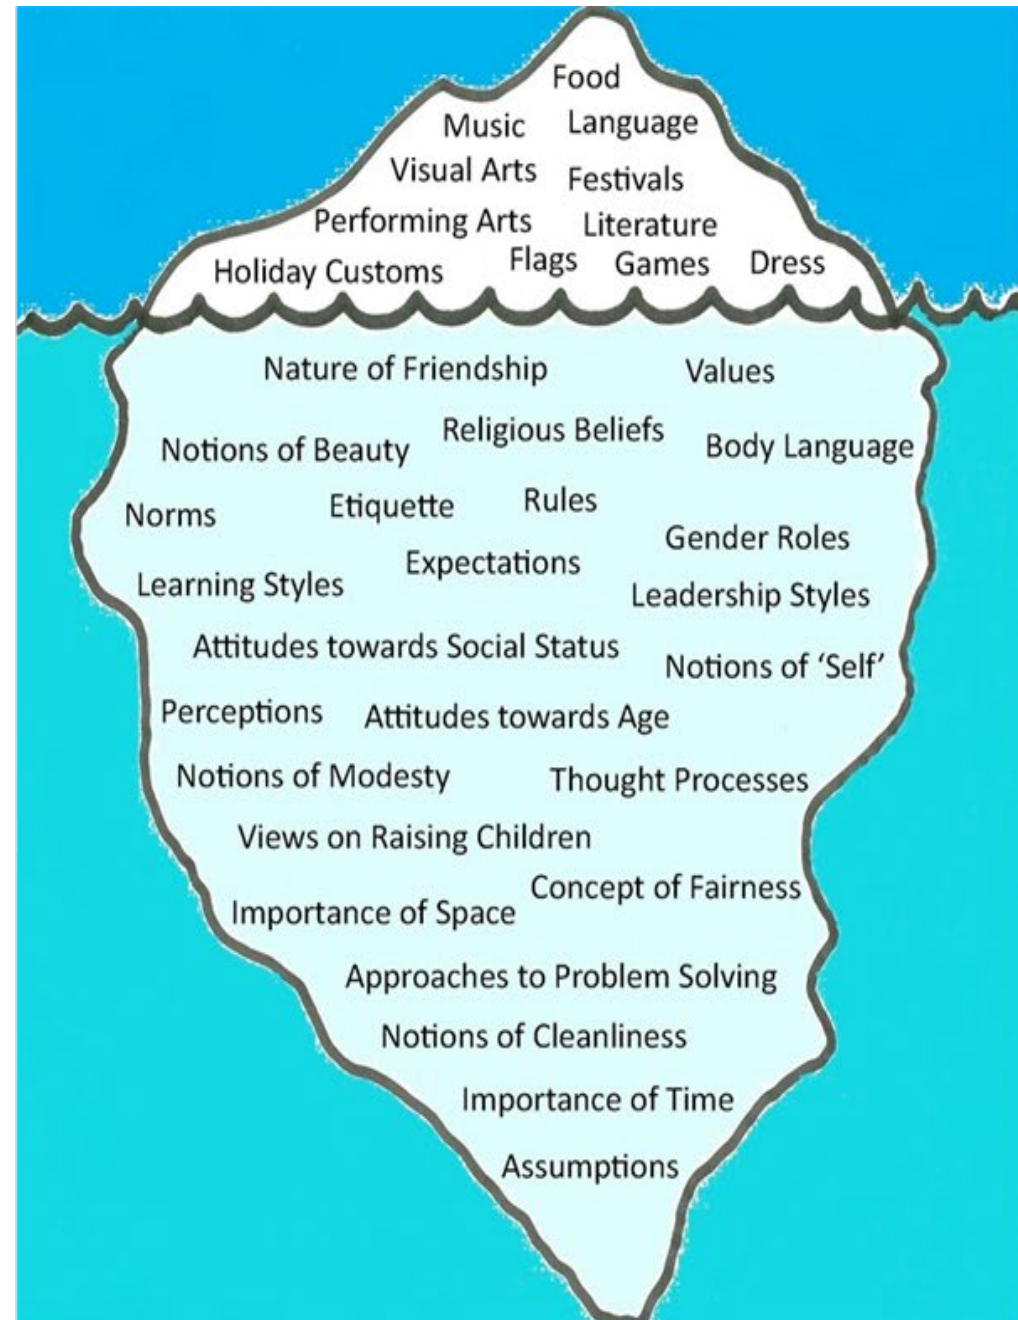 Food
Music
Language
Visual Arts
Festivals
Performing Arts
Literature
Holiday Customs
Flags
Games
Dress
Nature of Friendship
Values
Religious Beliefs
Notions of Beauty
Body Language
Norms
Etiquette
Rules
Gender Roles
Expectations
Learning Styles
Leadership Styles
Attitudes towards Social Status
Notions of ‘Self’
Perceptions
Attitudes towards Age
Notions of Modesty
Thought Processes
Views on Raising Children
Concept of Fairness
Importance of Space
Approaches to Problem Solving
Notions of Cleanliness
Importance of Time
Assumptions